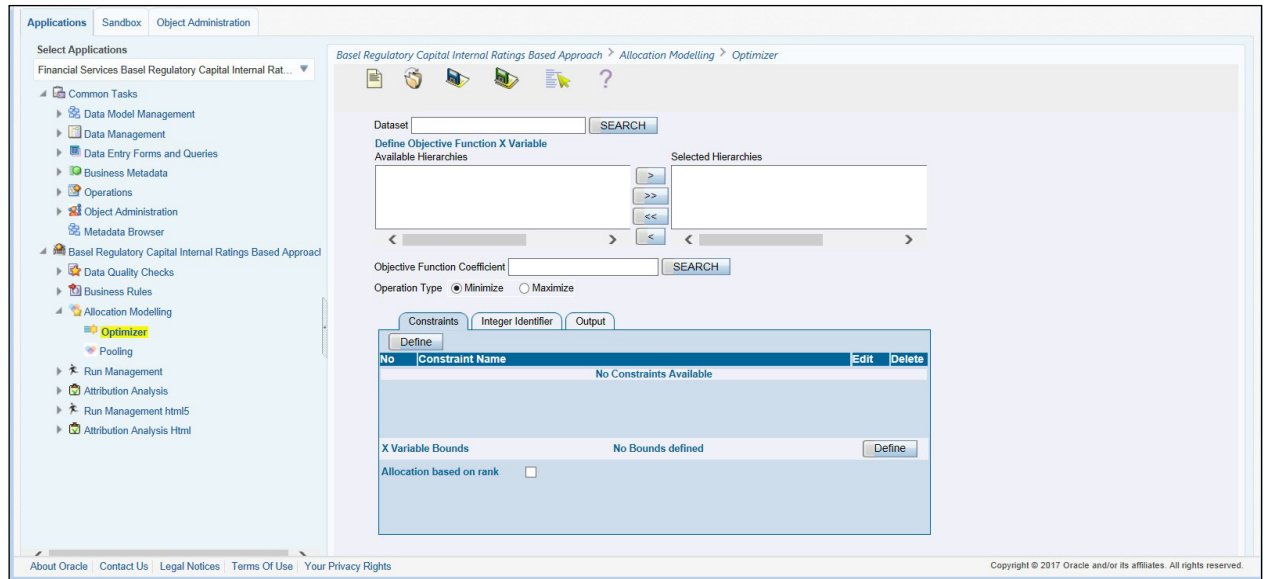 Applications Sandbox Object Administration
Select Applications
Financial Services Basel Regulatory Capital Internal Rat...
Common Tasks
Data Model Management
Data Management
Data Entry Forms and Queries
Business Metadata
Operations
Object Administration
Metadata Browser
Basel Regulatory Capital Internal Ratings Based Approacl
Data Quality Checks
Business Rules
Allocation Modelling
Optimizer
Pooling
Run Management
Attribution Analysis
Run Management html5
Attribution Analysis Html
Basel Regulatory Capital Internal Ratings Based Approach > Allocation Modelling > Optimizer
Dataset SEARCH
Define Objective Function X Variable
Available Hierarchies Selected Hierarchies
>
>>
<<
<
Objective Function Coefficient SEARCH
Operation Type Minimize Maximize
Constraints Integer Identifier Output
Define
No Constraint Name Edit Delete
No Constraints Available
X Variable Bounds No Bounds defined Define
Allocation based on rank
About Oracle Contact Us Legal Notices Terms Of Use Your Privacy Rights Copyright © 2017 Oracle and/or its affiliates. All rights reserved.